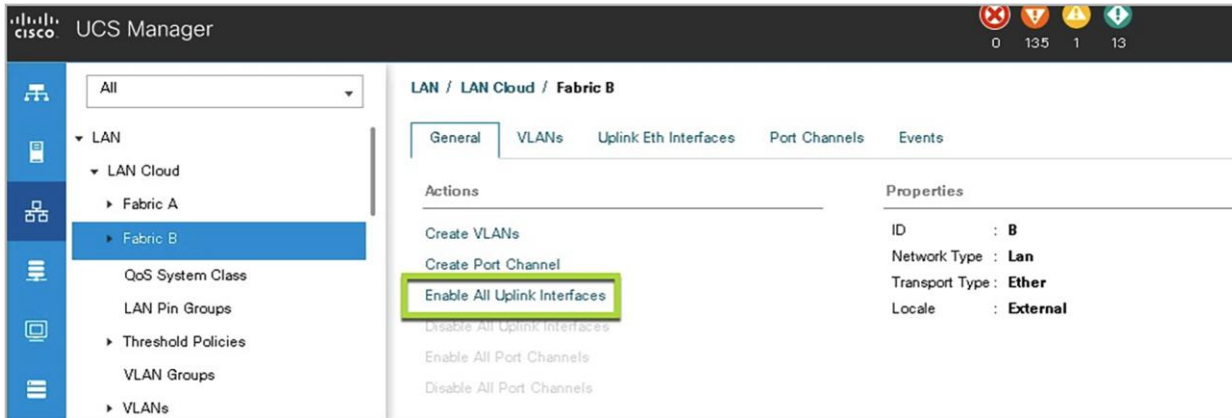 CISCO UCS Manager
0 135 1 13
All
LAN / LAN Cloud / Fabric B
LAN
LAN Cloud
Fabric A
Fabric B
QoS System Class
LAN Pin Groups
Threshold Policies
VLAN Groups
VLANs
General VLANs Uplink Eth Interfaces Port Channels Events
Actions
Create VLANs
Create Port Channel
Enable All Uplink Interfaces
Disable All Uplink Interfaces
Enable All Port Channels
Disable All Port Channels
Properties
ID : B
Network Type : Lan
Transport Type : Ether
Locale : External